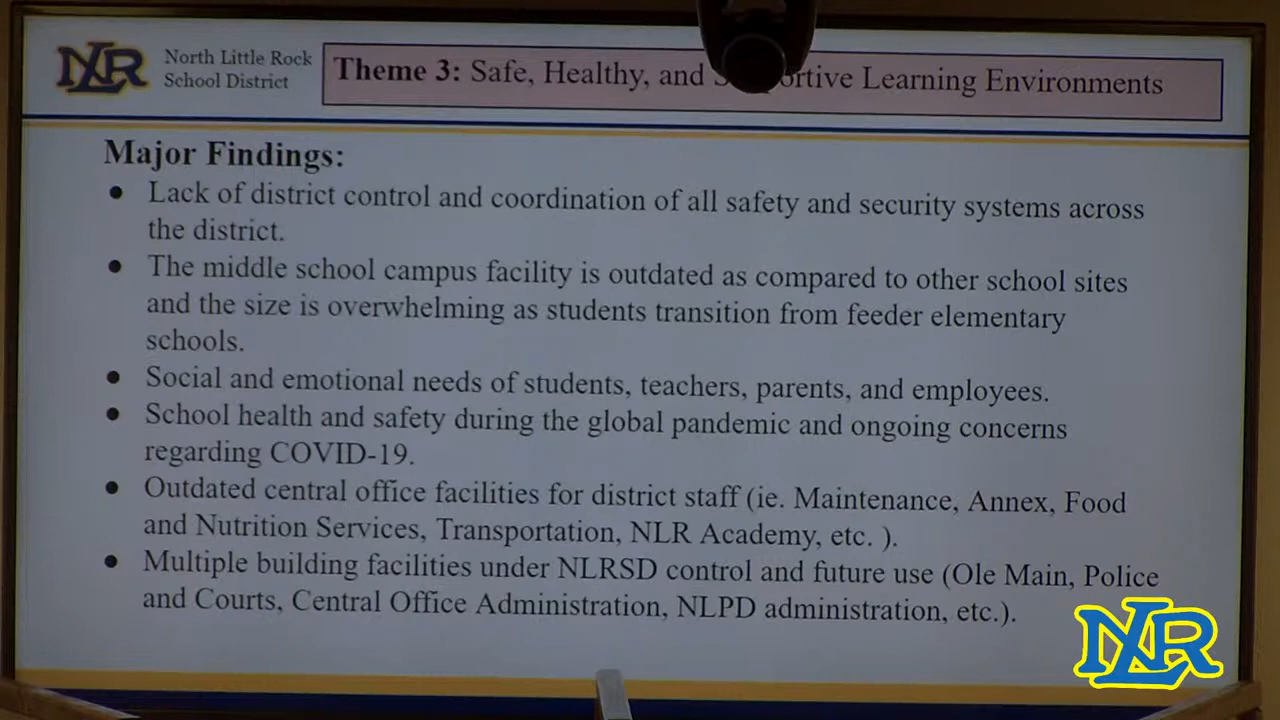 NLR
North Little Rock
School District
Theme 3: Safe, Healthy, and Learning Environments
Major Findings:
● Lack of district control and coordination of all safety and security systems across
the district.
● The middle school campus facility is outdated as compared to other school sites
and the size is overwhelming as students transition from feeder elementary
schools.
● Social and emotional needs of students, teachers, parents, and employees.
● School health and safety during the global pandemic and ongoing concerns
regarding COVID-19.
● Outdated central office facilities for district staff (ie. Maintenance, Annex, Food
and Nutrition Services, Transportation, NLR Academy, etc. ).
● Multiple building facilities under NLRSD control and future use (Ole Main, Police
and Courts, Central Office Administration, NLPD administration, etc.).
NLR